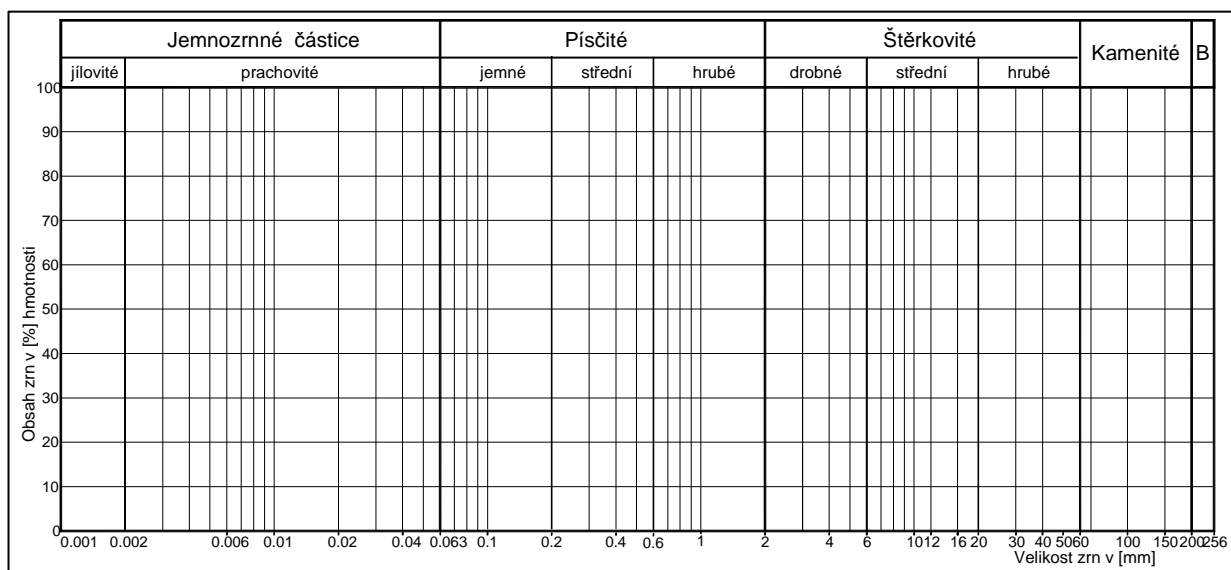 Jemnozrnné částice Písčité Štěrkovité Kamenité B
jílovité prachovité jemné střední hrubé drobné střední hrubé
100
90
80
70
60
50
40
30
20
10
0
Obsah zrn v [%] hmotnosti
0.001 0.002 0.006 0.01 0.02 0.04 0.063 0.1 0.2 0.4 0.6 1 2 4 6 10 12 16 20 30 40 50 60 100 150 200 256
Velikost zrn v [mm]